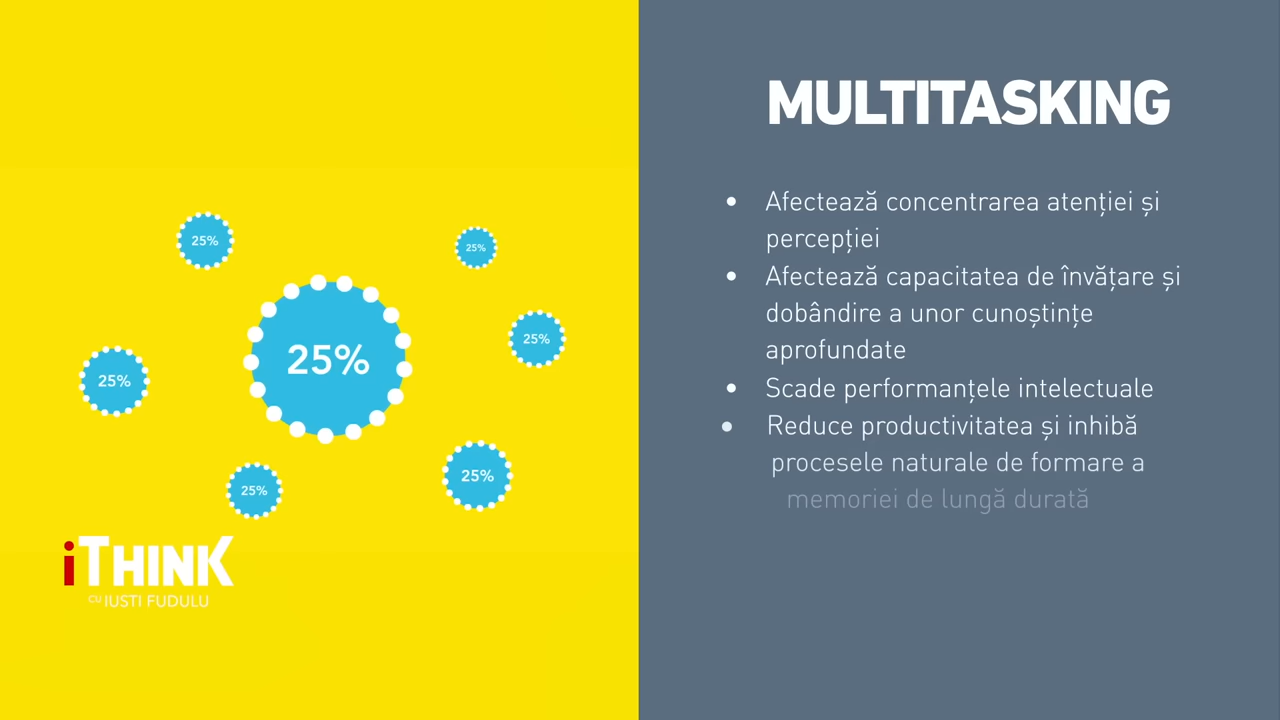 25%
25%
25%
25%
25%
25%
25%
iTHINK
CU IUSTI FUDULU
MULTITASKING
• Afectează concentrarea atenției și
percepției
• Afectează capacitatea de învățare și
dobândire a unor cunoștințe
aprofundate
• Scade performanțele intelectuale
• Reduce productivitatea și inhibă
procesele naturale de formare a
memoriei de lungă durată